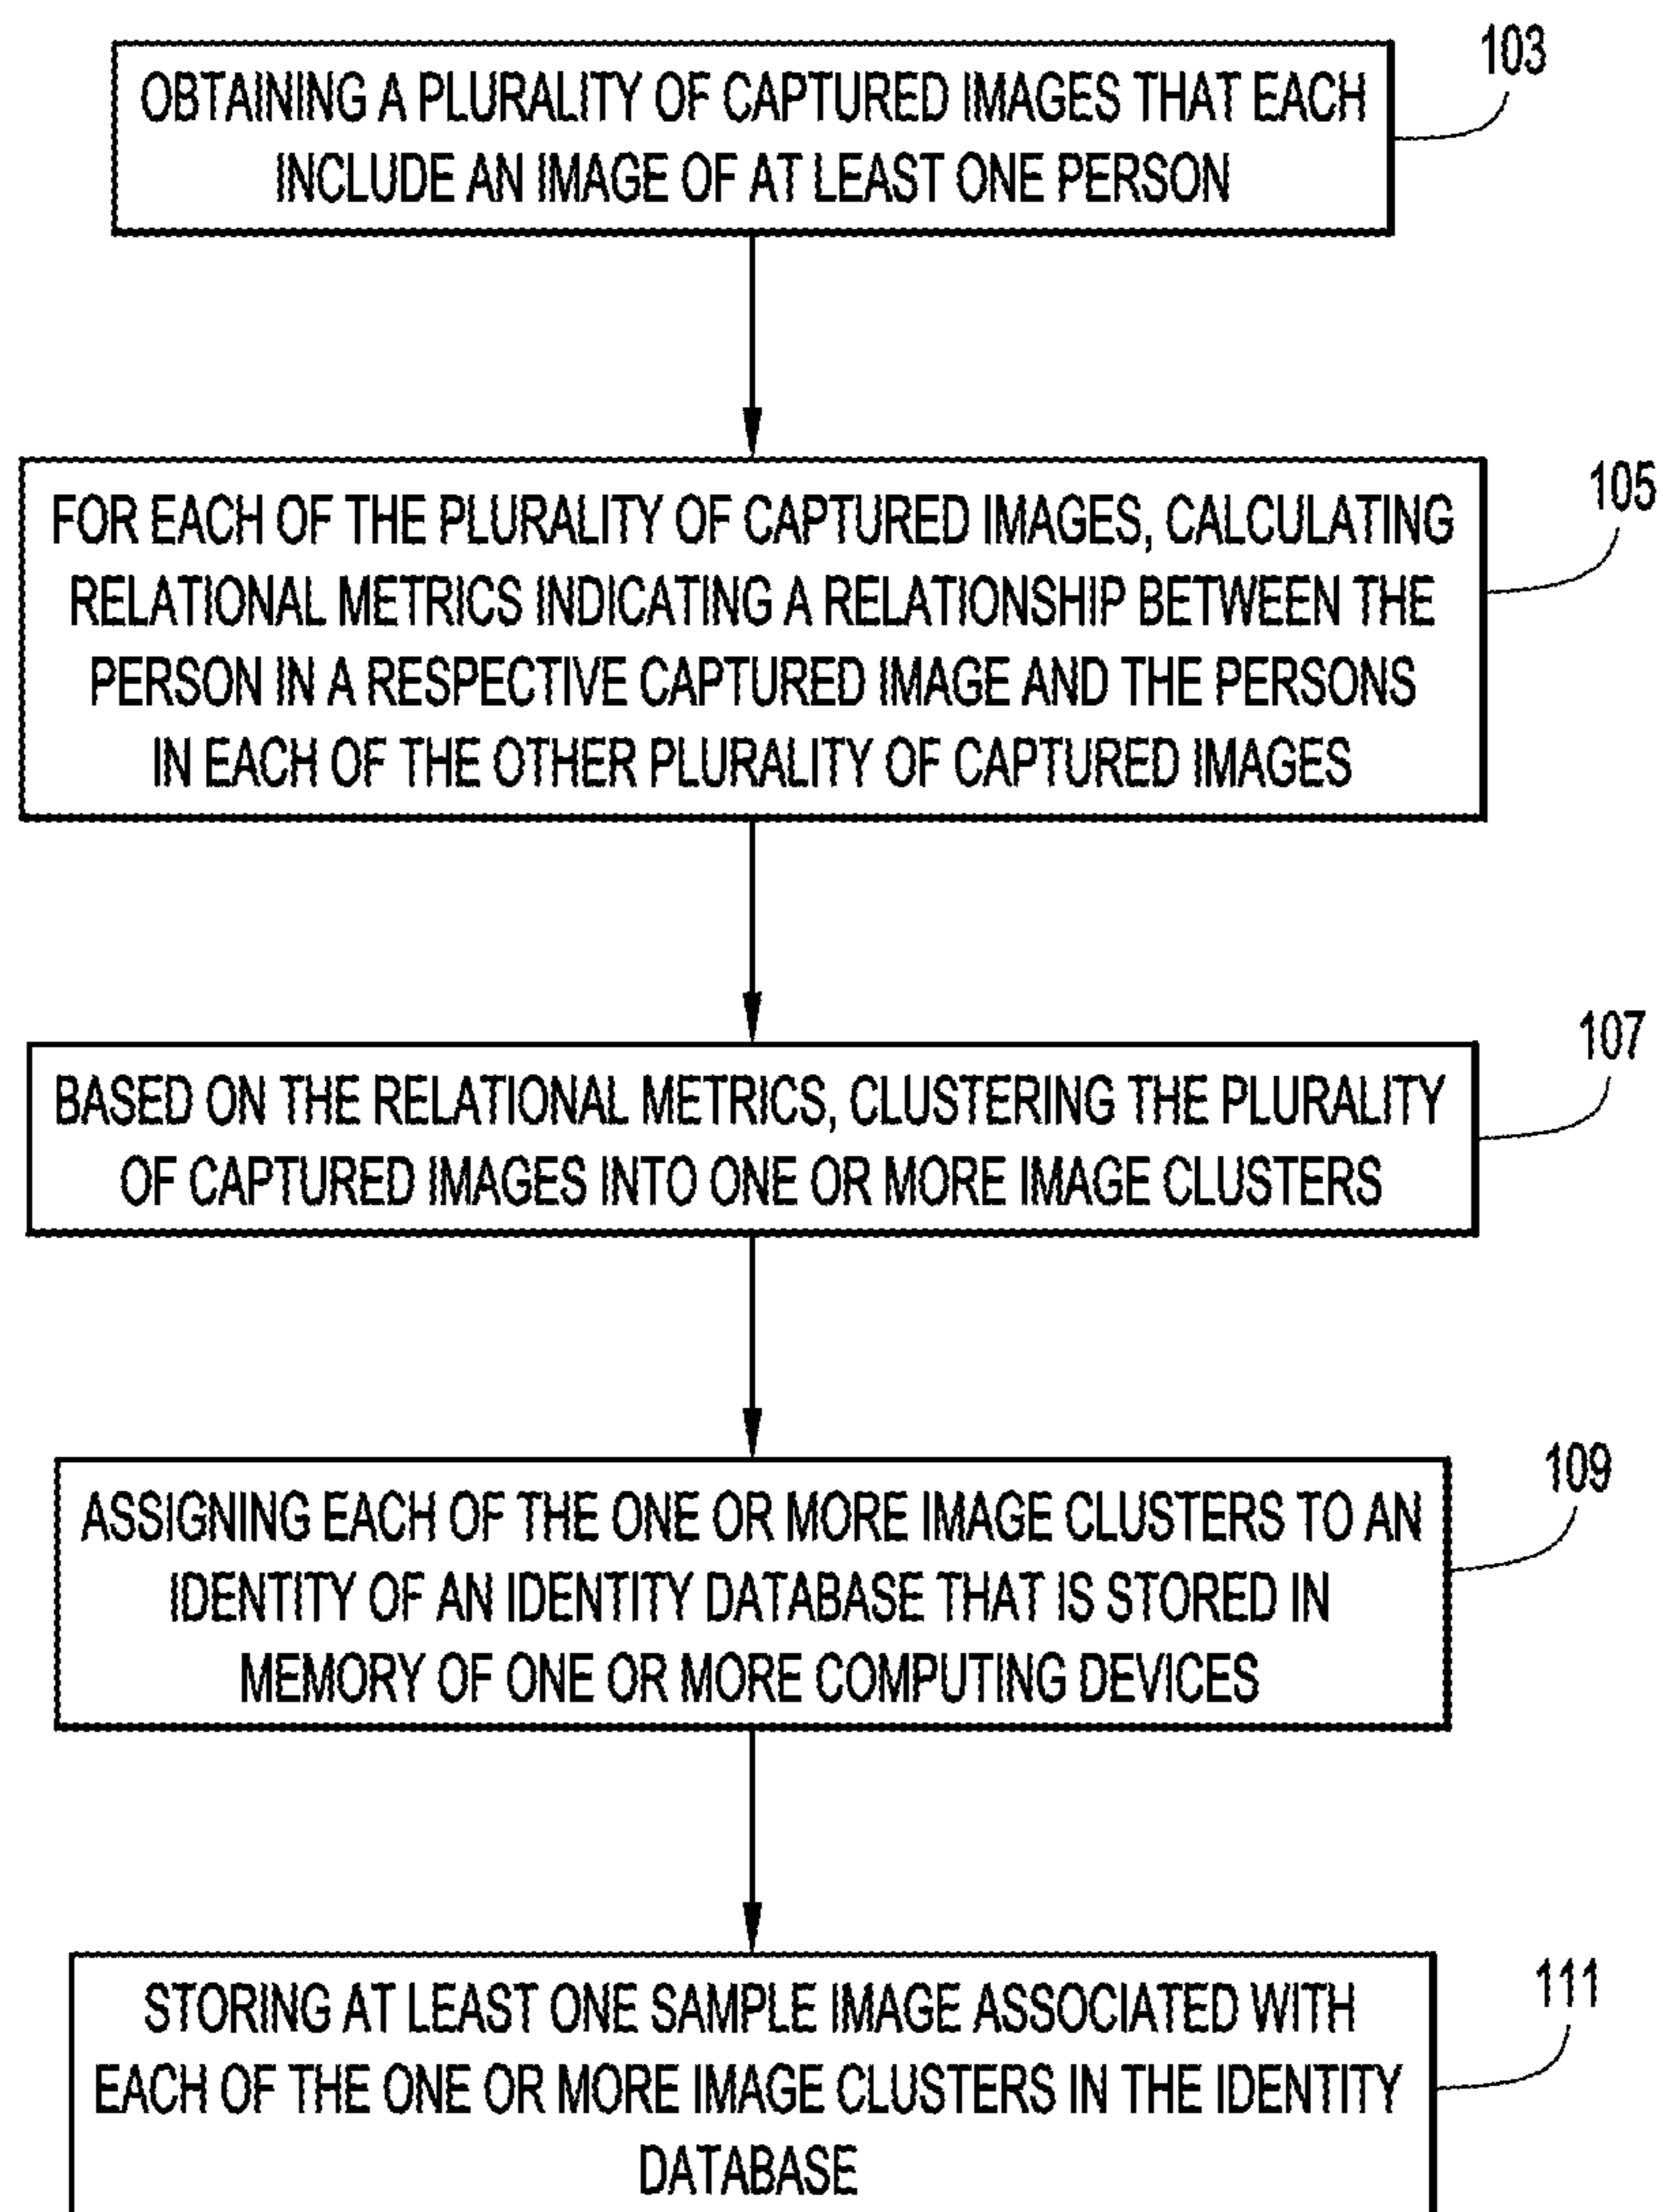 OBTAINING A PLURALITY OF CAPTURED IMAGES THAT EACH
INCLUDE AN IMAGE OF AT LEAST ONE PERSON
103
FOR EACH OF THE PLURALITY OF CAPTURED IMAGES, CALCULATING
RELATIONAL METRICS INDICATING A RELATIONSHIP BETWEEN THE
PERSON IN A RESPECTIVE CAPTURED IMAGE AND THE PERSONS
IN EACH OF THE OTHER PLURALITY OF CAPTURED IMAGES
105
BASED ON THE RELATIONAL METRICS, CLUSTERING THE PLURALITY
OF CAPTURED IMAGES INTO ONE OR MORE IMAGE CLUSTERS
107
ASSIGNING EACH OF THE ONE OR MORE IMAGE CLUSTERS TO AN
IDENTITY OF AN IDENTITY DATABASE THAT IS STORED IN
MEMORY OF ONE OR MORE COMPUTING DEVICES
109
STORING AT LEAST ONE SAMPLE IMAGE ASSOCIATED WITH
EACH OF THE ONE OR MORE IMAGE CLUSTERS IN THE IDENTITY
DATABASE
111